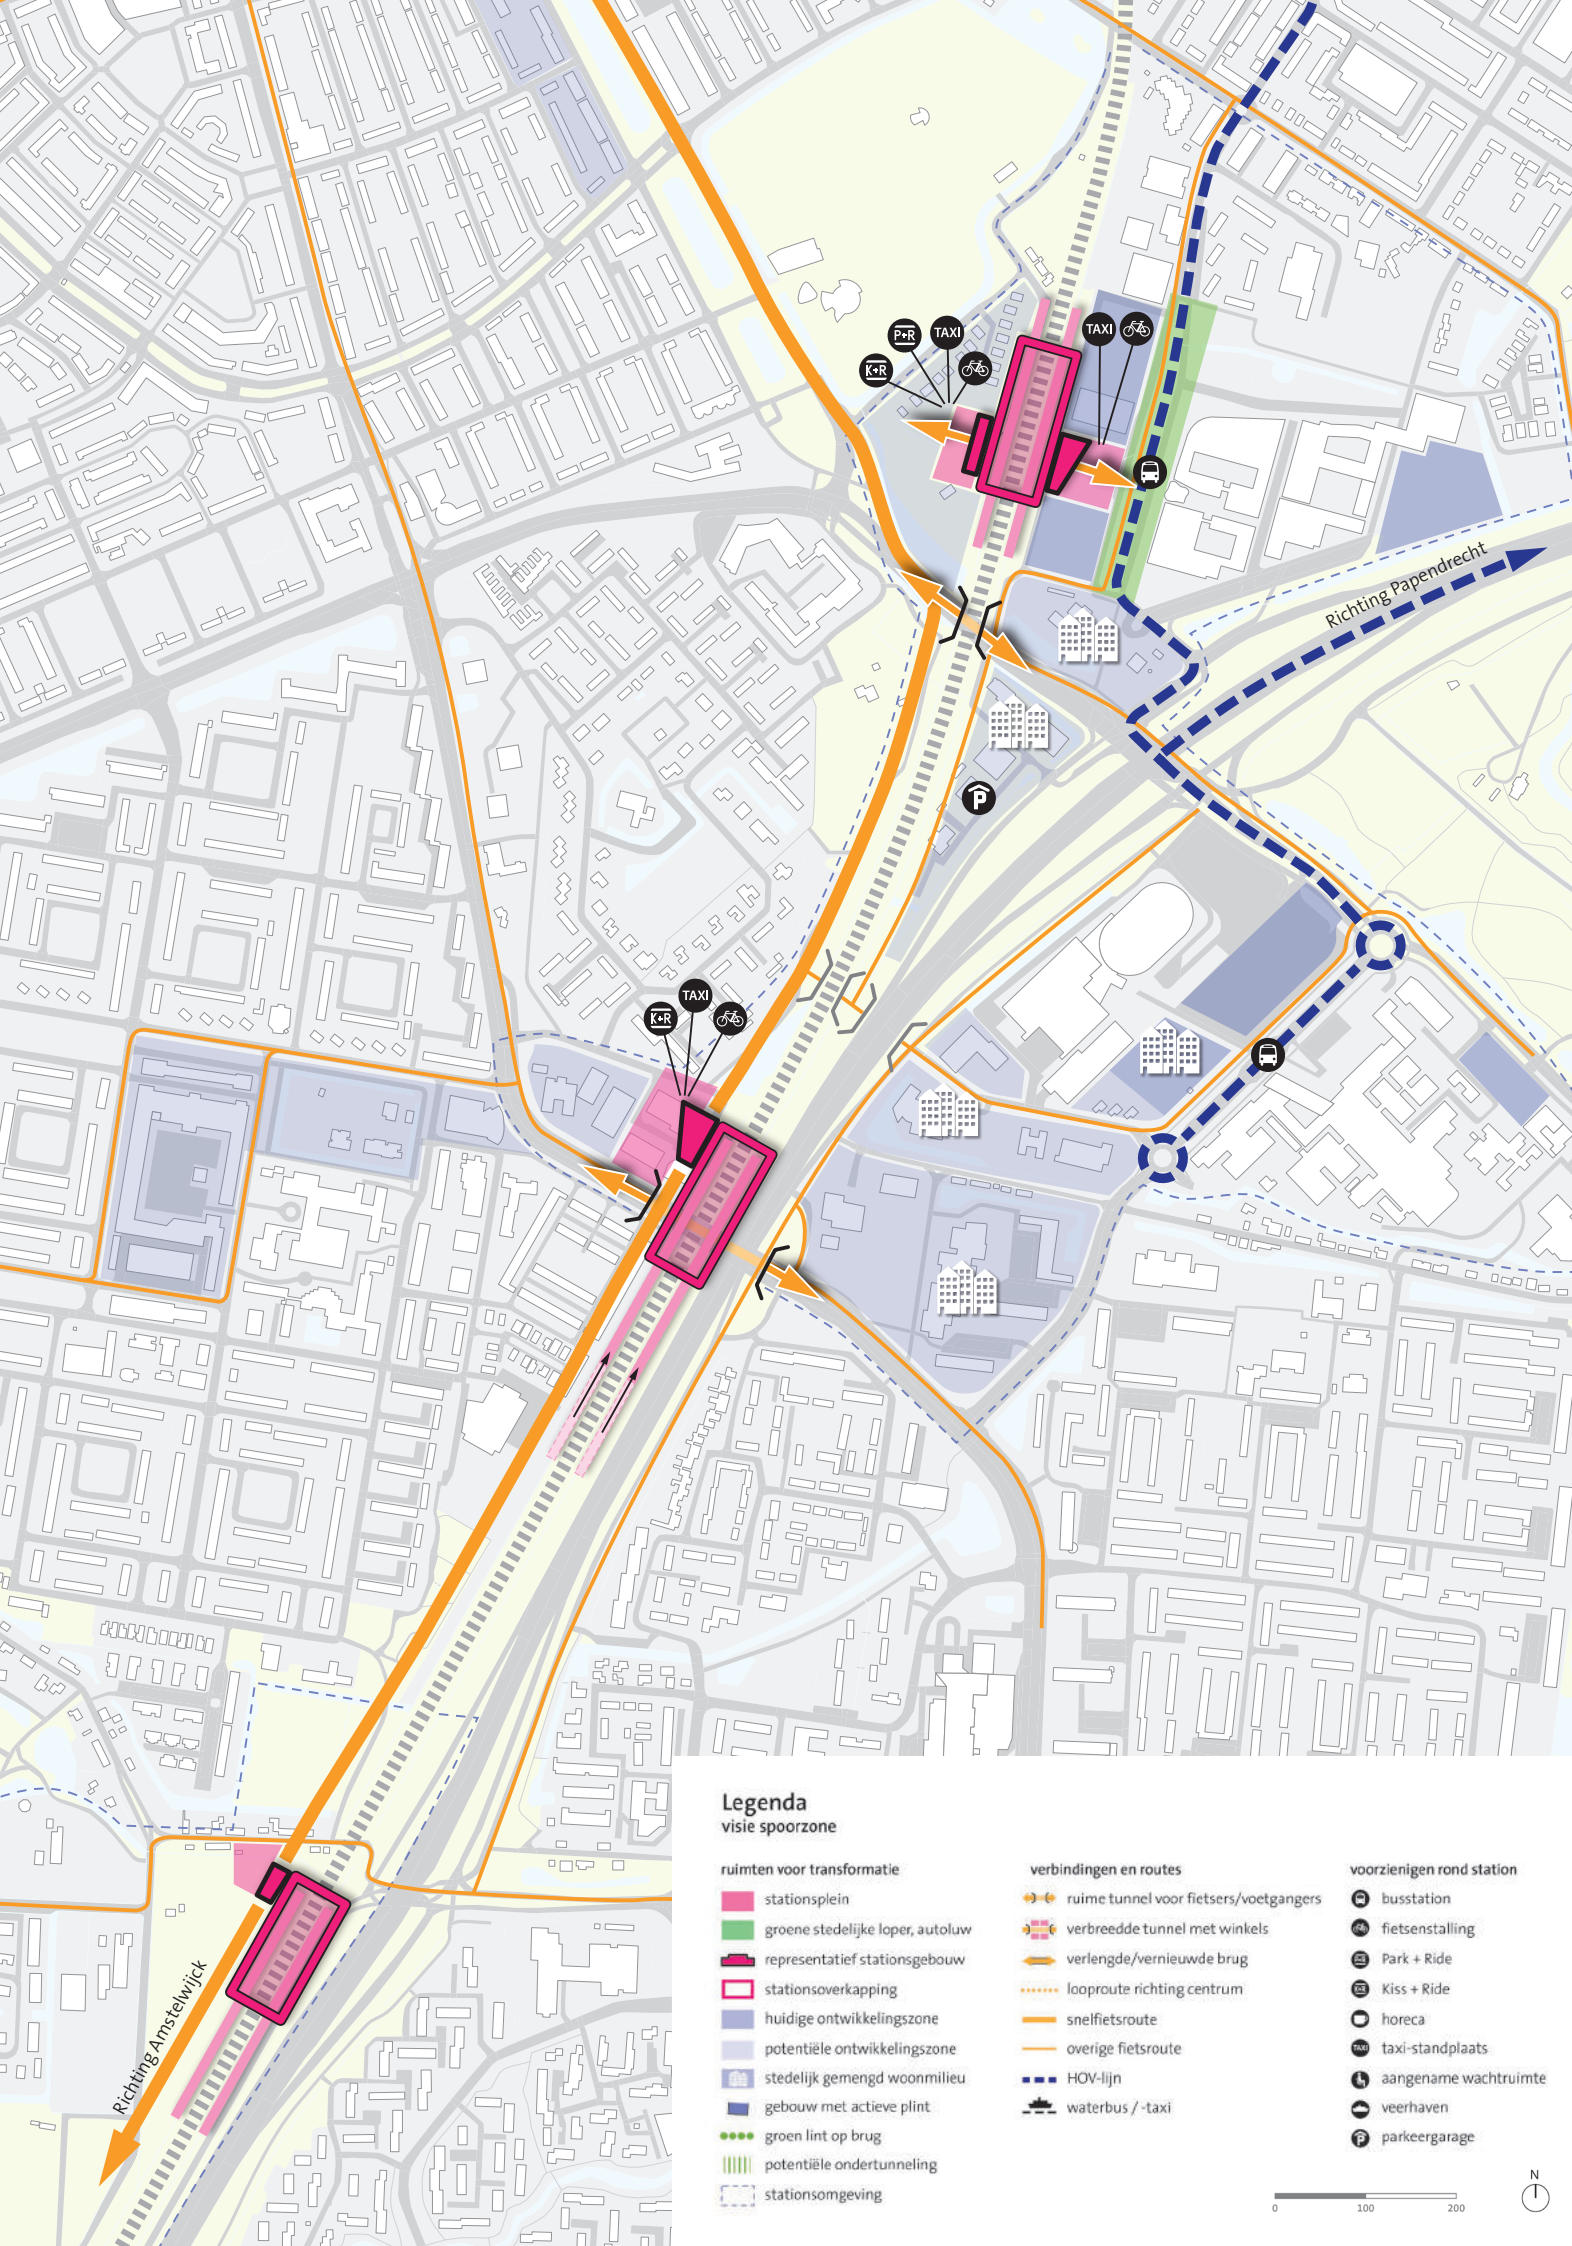 P+R
TAXI
K+R
TAXI
Richting Papendrecht
P
TAXI
K+R
Richting Amstelwijck
Legenda
visie spoorzone
ruimten voor transformatie
stationsplein
groene stedelijke loper, autoluw
representatief stationsgebouw
stationsoverkapping
huidige ontwikkelingszone
potentiële ontwikkelingszone
stedelijk gemengd woonmilieu
gebouw met actieve plint
groen lint op brug
potentiële ondertunneling
stationsomgeving
verbindingen en routes
ruime tunnel voor fietsers/voetgangers
verbreedde tunnel met winkels
verlengde/vernieuwde brug
looproute richting centrum
snelfietsroute
overige fietsroute
HOV-lijn
waterbus / -taxi
voorzienigen rond station
busstation
fietsenstalling
Park + Ride
Kiss + Ride
horeca
TAXI taxi-standplaats
aangename wachtruimte
veerhaven
P parkeergarage
N
0 100 200